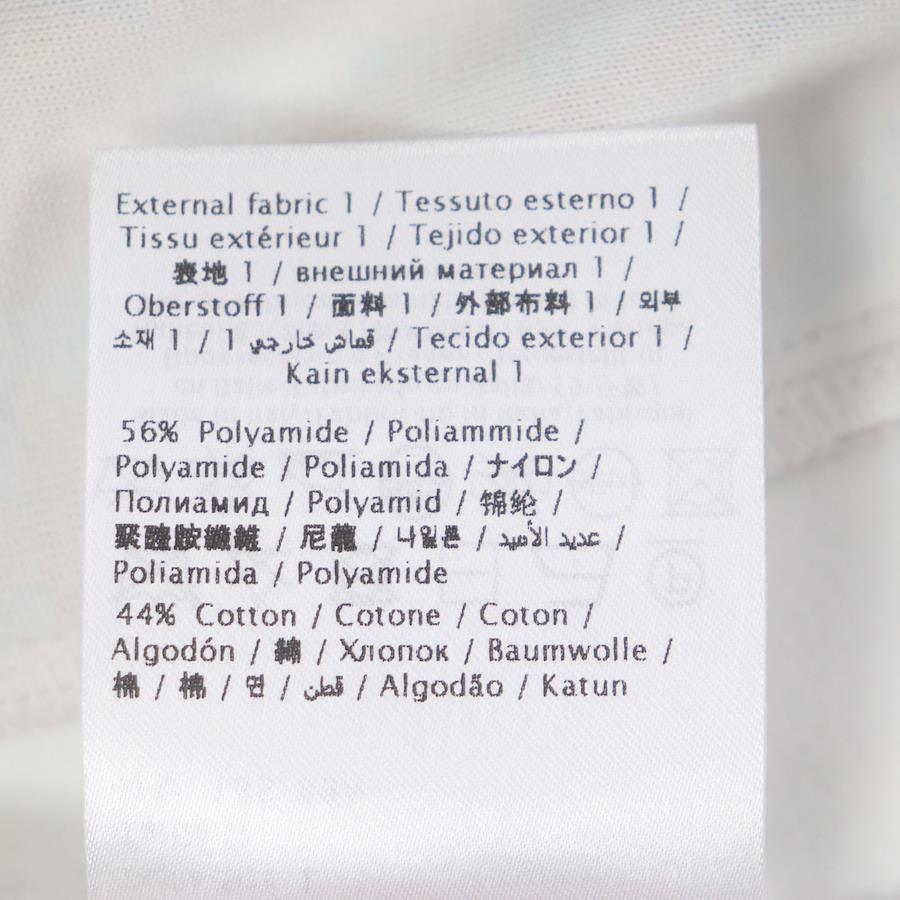 External fabric 1 / Tessuto esterno 1 /
Tissu extérieur 1 / Tejido exterior 1 /
表地 1 / внешний материал 1 /
Oberstoff 1 / 面料 1 / 外部布料 1 / 외부
소재 1 / 1 قماش خارجي / Tecido exterior 1 /
Kain eksternal 1
56% Polyamide / Poliammide /
Polyamide / Poliamida / ナイロン /
Полиамид / Polyamid / 锦纶 /
聚醯胺纖維 / 尼龍 / 나일론 / عديد الأميد /
Poliamida / Polyamide
44% Cotton / Cotone / Coton /
Algodón / 綿 / Хлопок / Baumwolle /
棉 / 棉 / 면 / قطن / Algodão / Katun